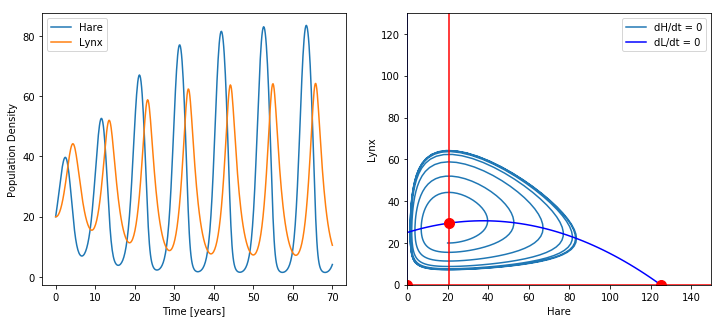 Hare
Lynx
Population Density
80
60
40
20
0
0 10 20 30 40 50 60 70
Time [years]
dH/dt = 0
dL/dt = 0
Lynx
120
100
80
60
40
20
0
0 20 40 60 80 100 120 140
Hare